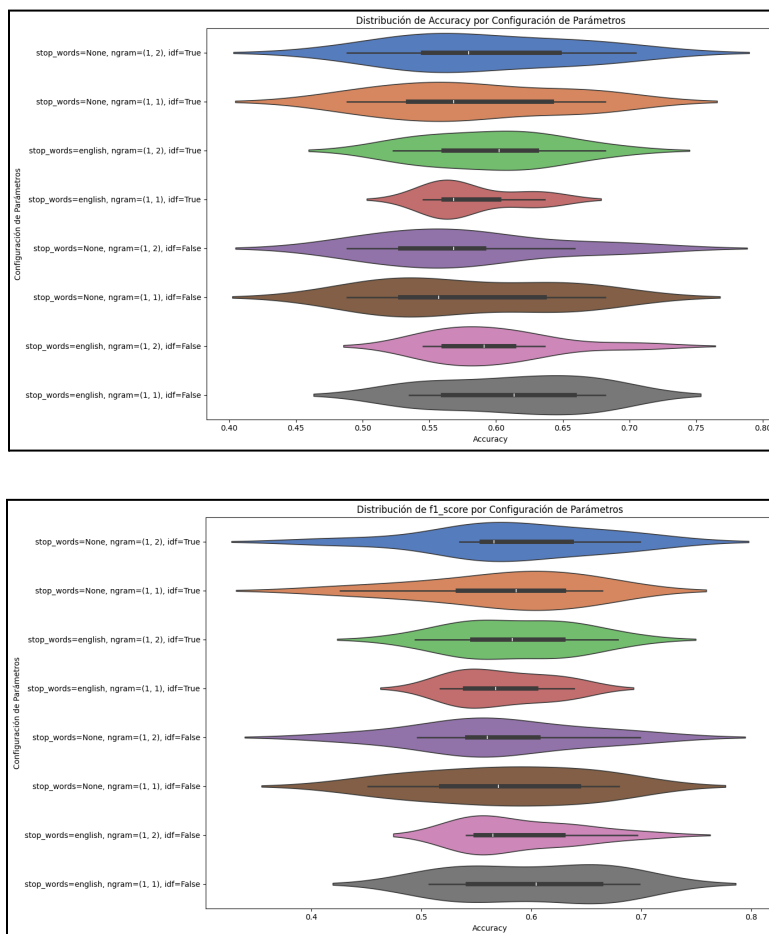 Distribución de Accuracy por Configuración de Parámetros
Configuración de Parámetros
stop_words=None, ngram=(1, 2), idf=True
stop_words=None, ngram=(1, 1), idf=True
stop_words=english, ngram=(1, 2), idf=True
stop_words=english, ngram=(1, 1), idf=True
stop_words=None, ngram=(1, 2), idf=False
stop_words=None, ngram=(1, 1), idf=False
stop_words=english, ngram=(1, 2), idf=False
stop_words=english, ngram=(1, 1), idf=False
0.40 0.45 0.50 0.55 0.60 0.65 0.70 0.75 0.80
Accuracy
Distribución de f1_score por Configuración de Parámetros
Configuración de Parámetros
stop_words=None, ngram=(1, 2), idf=True
stop_words=None, ngram=(1, 1), idf=True
stop_words=english, ngram=(1, 2), idf=True
stop_words=english, ngram=(1, 1), idf=True
stop_words=None, ngram=(1, 2), idf=False
stop_words=None, ngram=(1, 1), idf=False
stop_words=english, ngram=(1, 2), idf=False
stop_words=english, ngram=(1, 1), idf=False
0.4 0.5 0.6 0.7 0.8
Accuracy